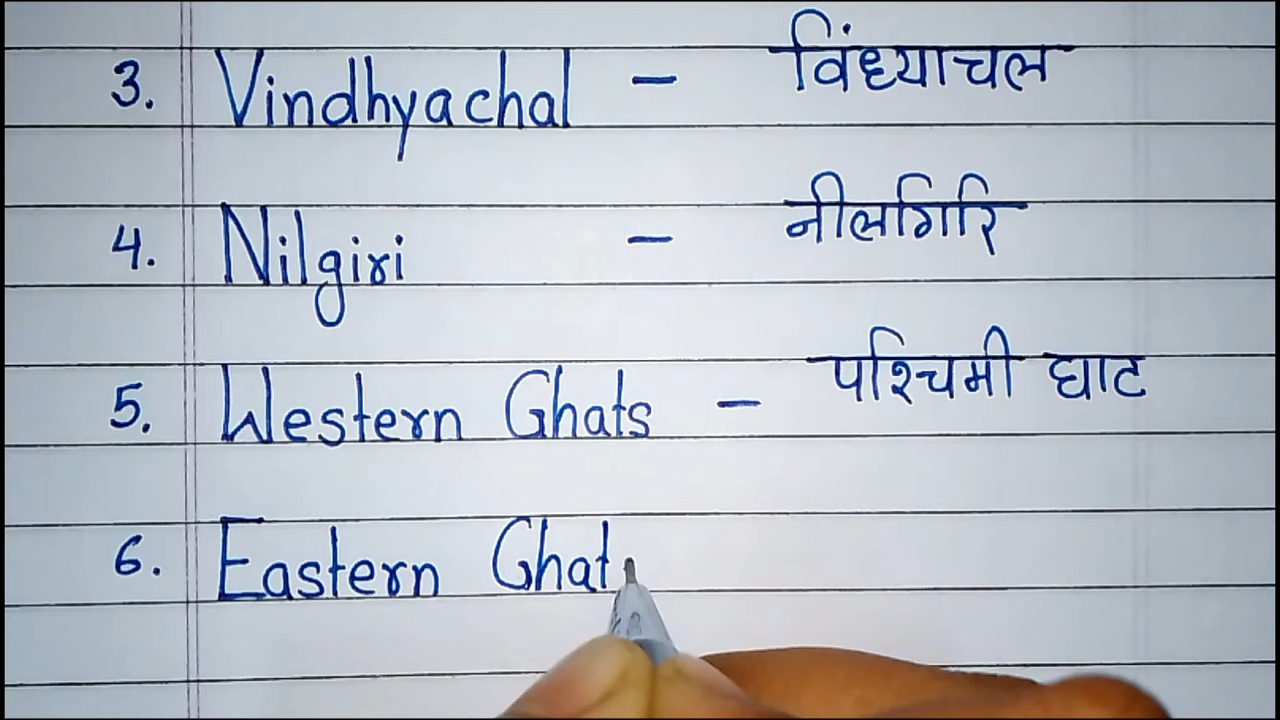 3. Vindhyachal – विंध्याचल
4. Nilgiri – नीलगिरि
5. Western Ghats – पश्चिमी घाट
6. Eastern Ghat